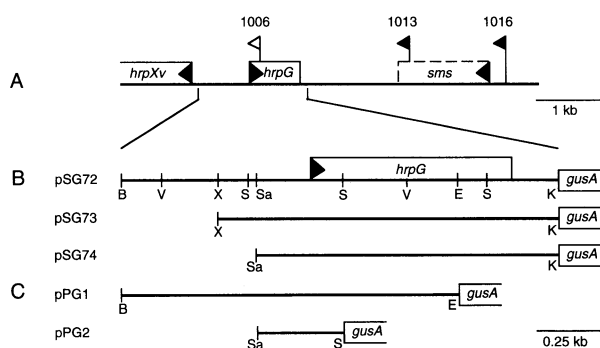 1006 1013 1016
A hrpXv hrpG sms
1 kb
hrpG
B pSG72 B V X S Sa S V E S K gusA
pSG73 X K gusA
pSG74 Sa K gusA
C pPG1 B E gusA
pPG2 Sa S gusA
0.25 kb